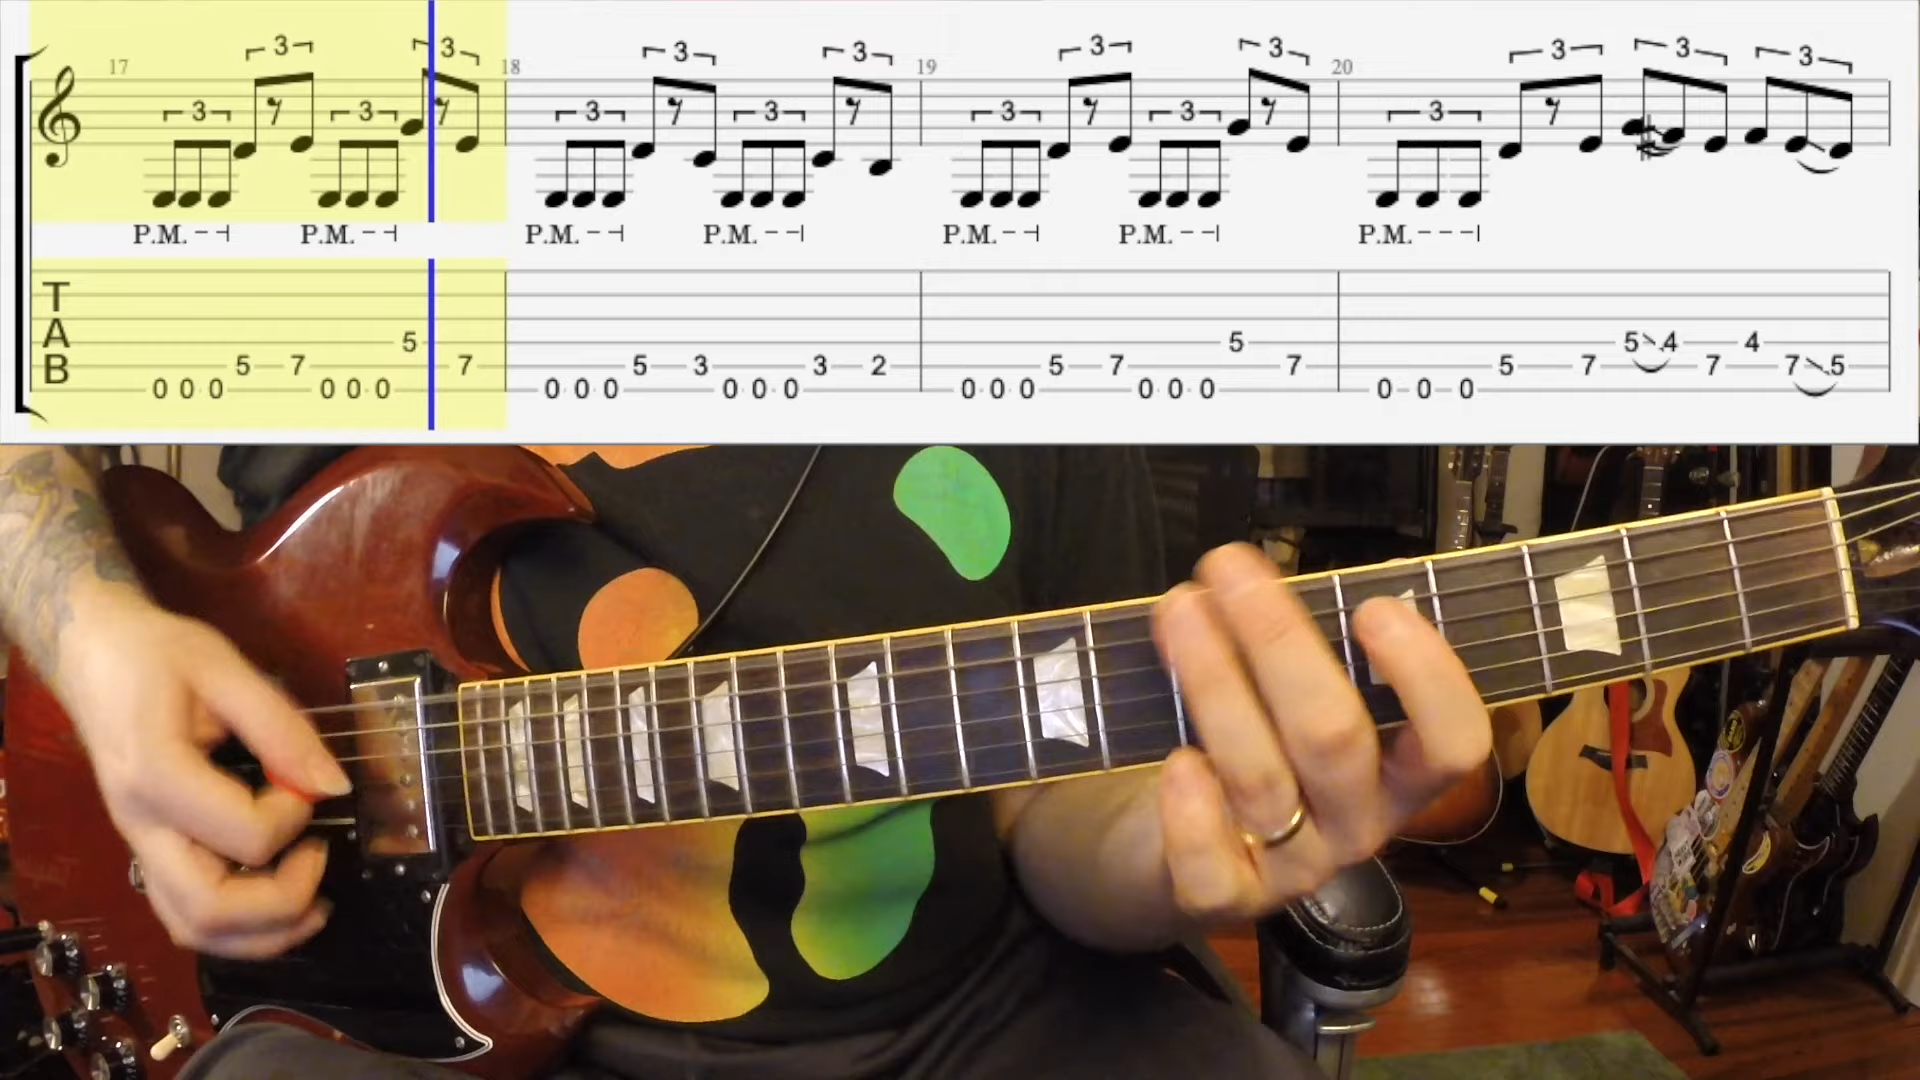 17 3 3 3 3 18 3 3 3 3 19 3 3 3 3 20 3 3 3 3
P.M. P.M. P.M. P.M. P.M. P.M. P.M.
T
A
B
5 5 5 4 4
5 7 7 5 3 3 2 5 7 7 5 7 7 7 5
0 0 0 0 0 0 0 0 0 0 0 0 0 0 0 0 0 0 0 0 0